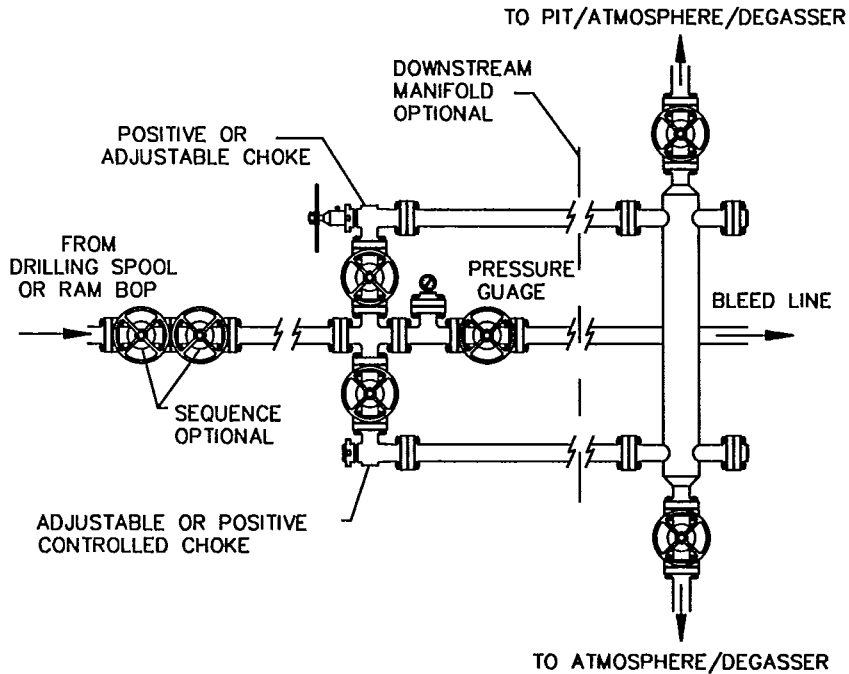 TO PIT/ATMOSPHERE/DEGASSER
DOWNSTREAM
MANIFOLD
OPTIONAL
POSITIVE OR
ADJUSTABLE CHOKE
FROM
DRILLING SPOOL
OR RAM BOP
PRESSURE
GUAGE
BLEED LINE
SEQUENCE
OPTIONAL
ADJUSTABLE OR POSITIVE
CONTROLLED CHOKE
TO ATMOSPHERE/DEGASSER